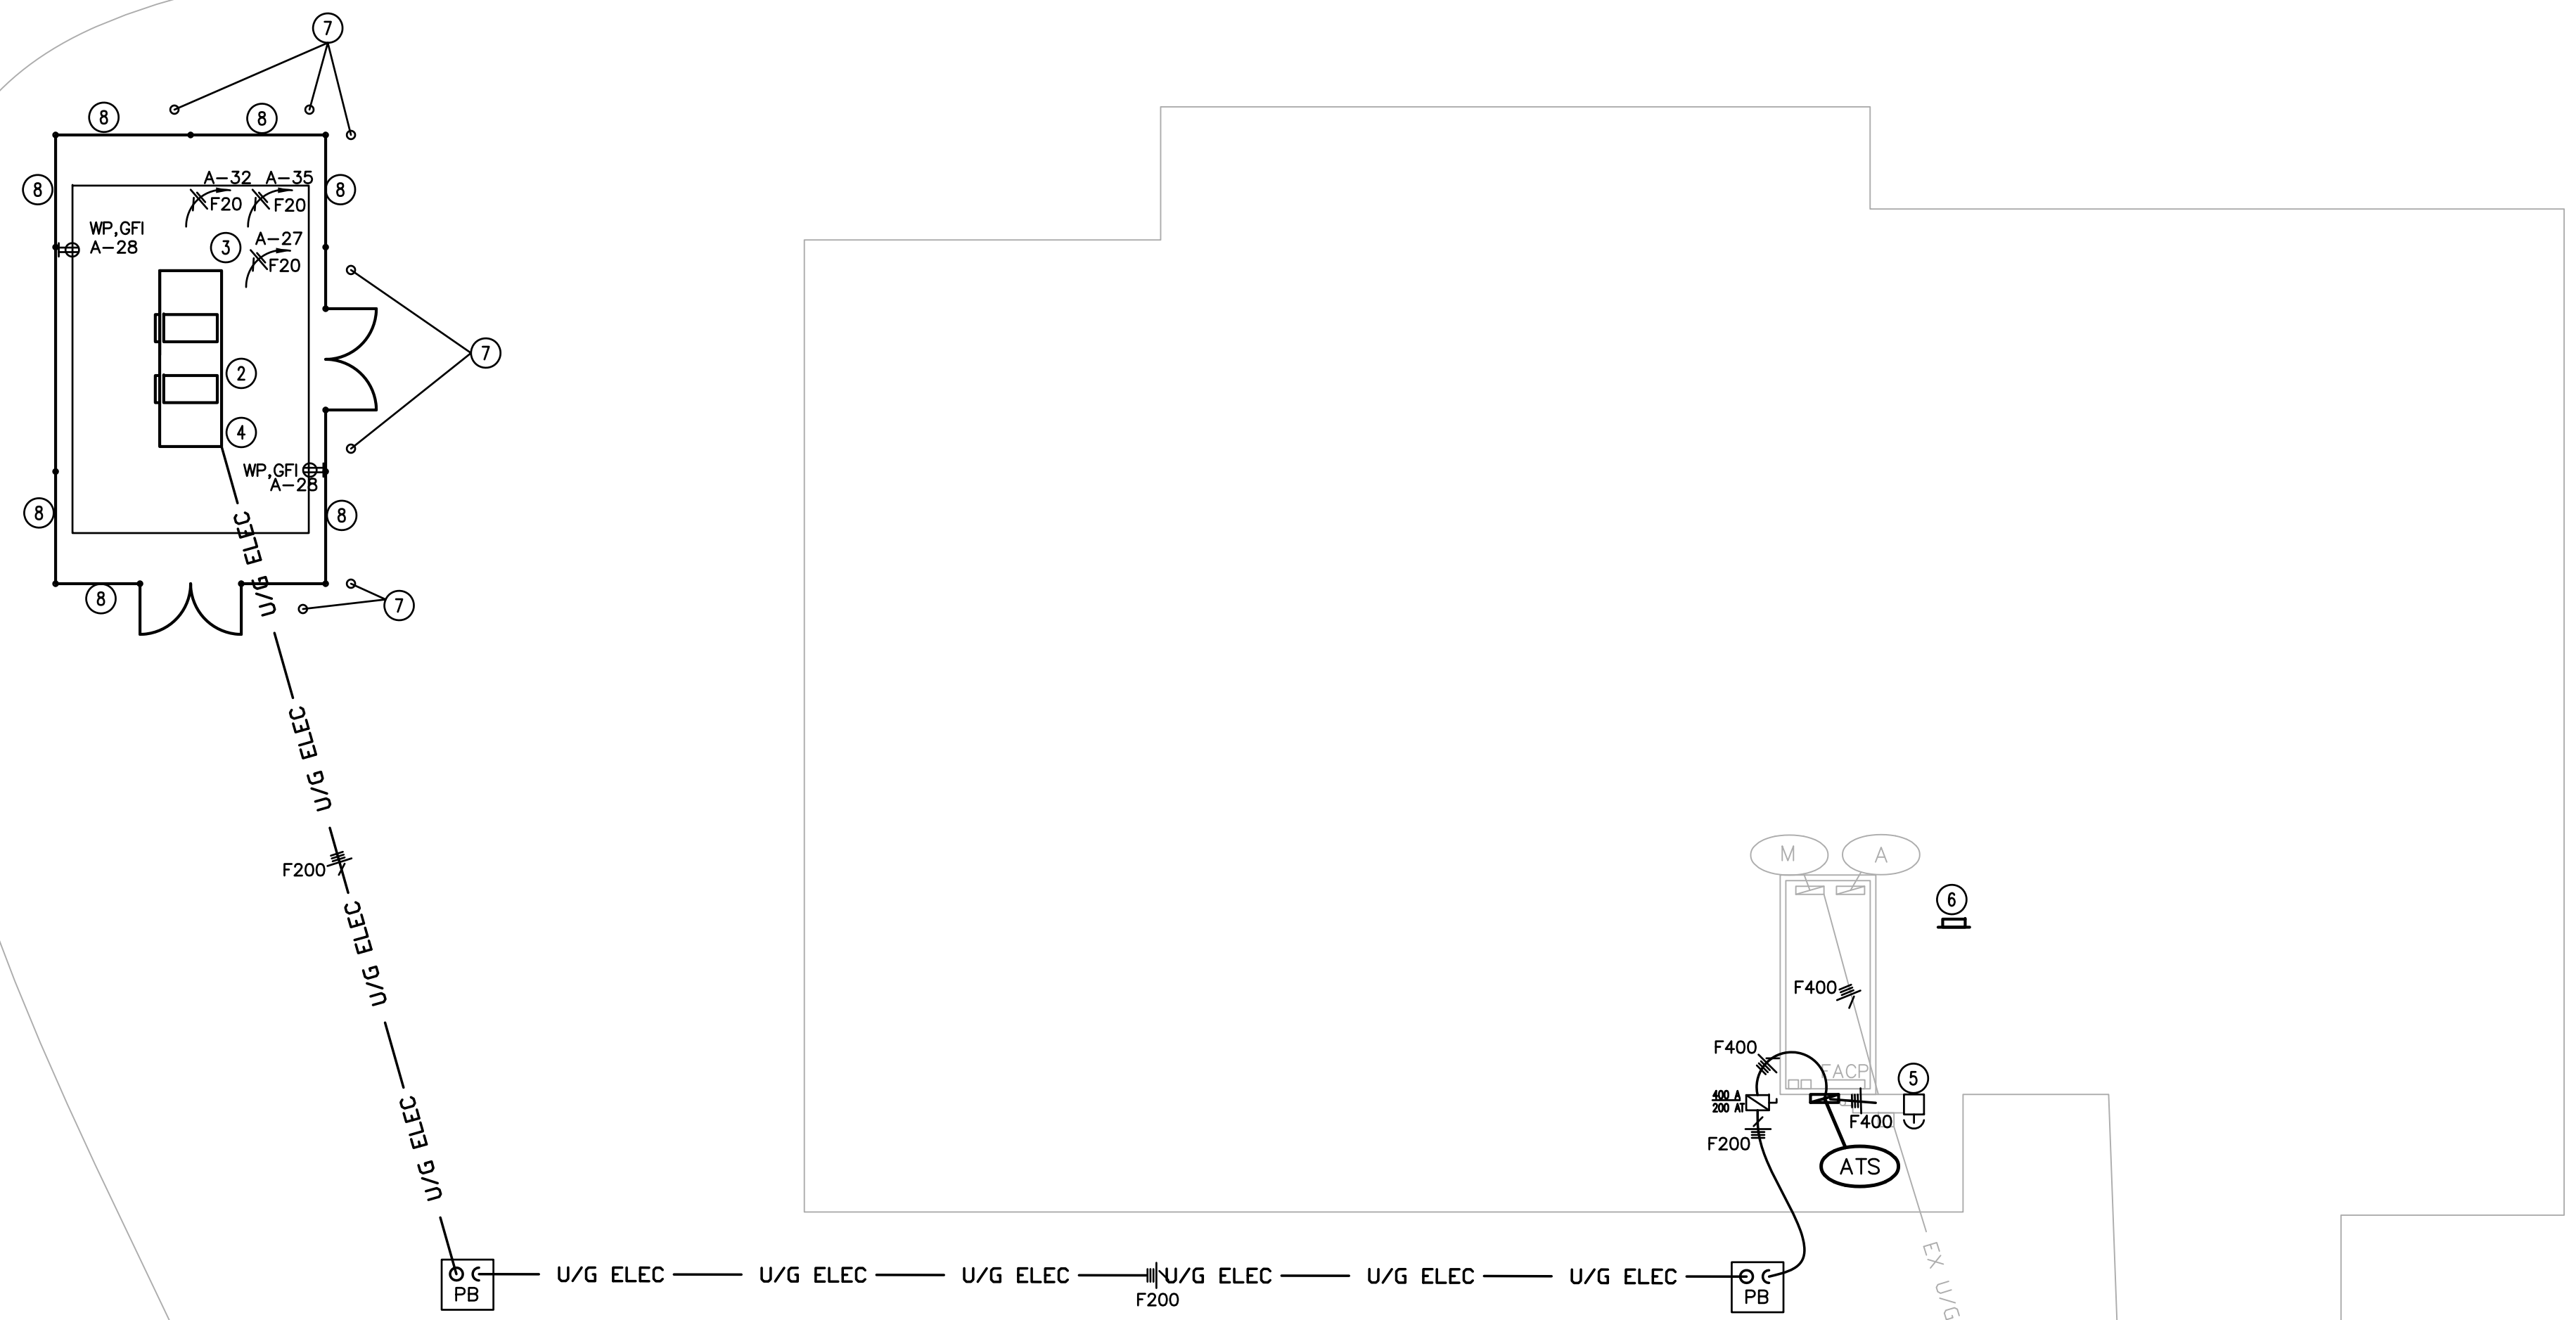 7
8
8
8
A-32
A-35
8
F20
F20
WP,GFI
A-28
3
A-27
F20
7
2
4
WP,GFI
A-28
8
8
U/G ELEC
8
7
U/G ELEC
F200
U/G ELEC
U/G ELEC
M
A
6
F400
F400
FACP
5
400 A
200 AT
F400
F200
ATS
EX U/G
PB
U/G ELEC
U/G ELEC
U/G ELEC
U/G ELEC
U/G ELEC
U/G ELEC
F200
PB